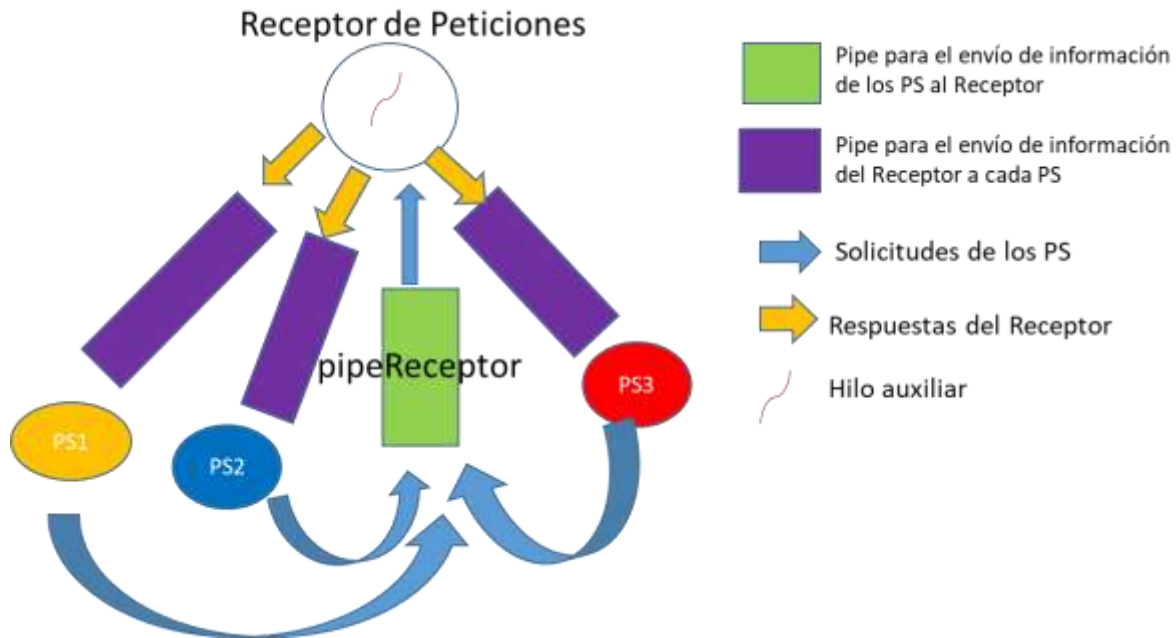 Receptor de Peticiones
Pipe para el envío de información
de los PS al Receptor
Pipe para el envío de información
del Receptor a cada PS
Solicitudes de los PS
Respuestas del Receptor
Hilo auxiliar
pipeReceptor
PS3
PS1
PS2